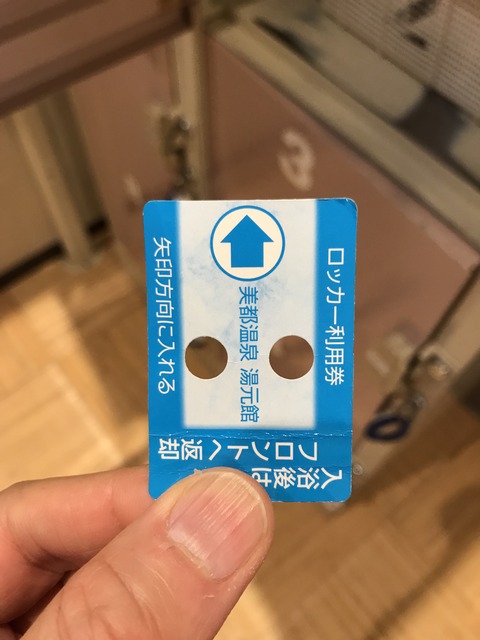 ロッカー利用券
美都温泉 湯元館
矢印方向に入れる
入浴後は
フロントへ返却